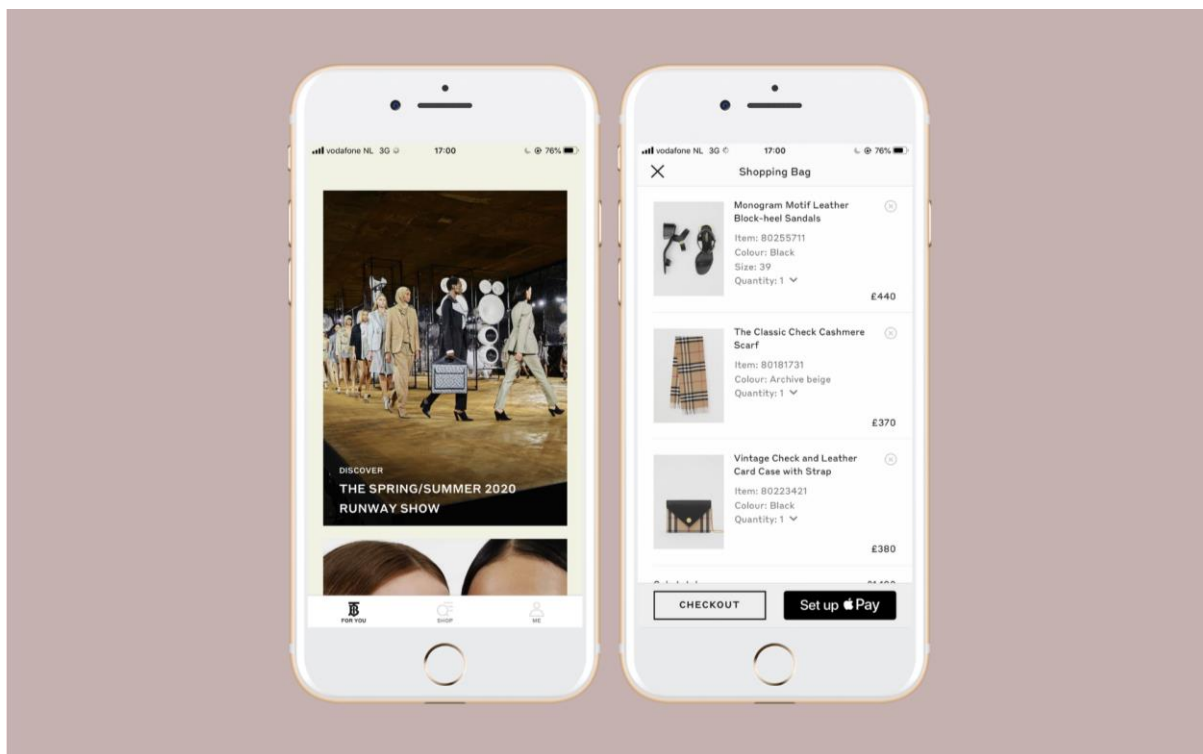 vodafone NL 3G 17:00 76%
DISCOVER
THE SPRING/SUMMER 2020
RUNWAY SHOW
FOR YOU
SHOP
ME
vodafone NL 3G 17:00 76%
Shopping Bag
Monogram Motif Leather
Block-heel Sandals
Item: 80255711
Colour: Black
Size: 39
Quantity: 1
£440
The Classic Check Cashmere
Scarf
Item: 80181731
Colour: Archive beige
Quantity: 1
£370
Vintage Check and Leather
Card Case with Strap
Item: 80223421
Colour: Black
Quantity: 1
£380
CHECKOUT
Set up Pay